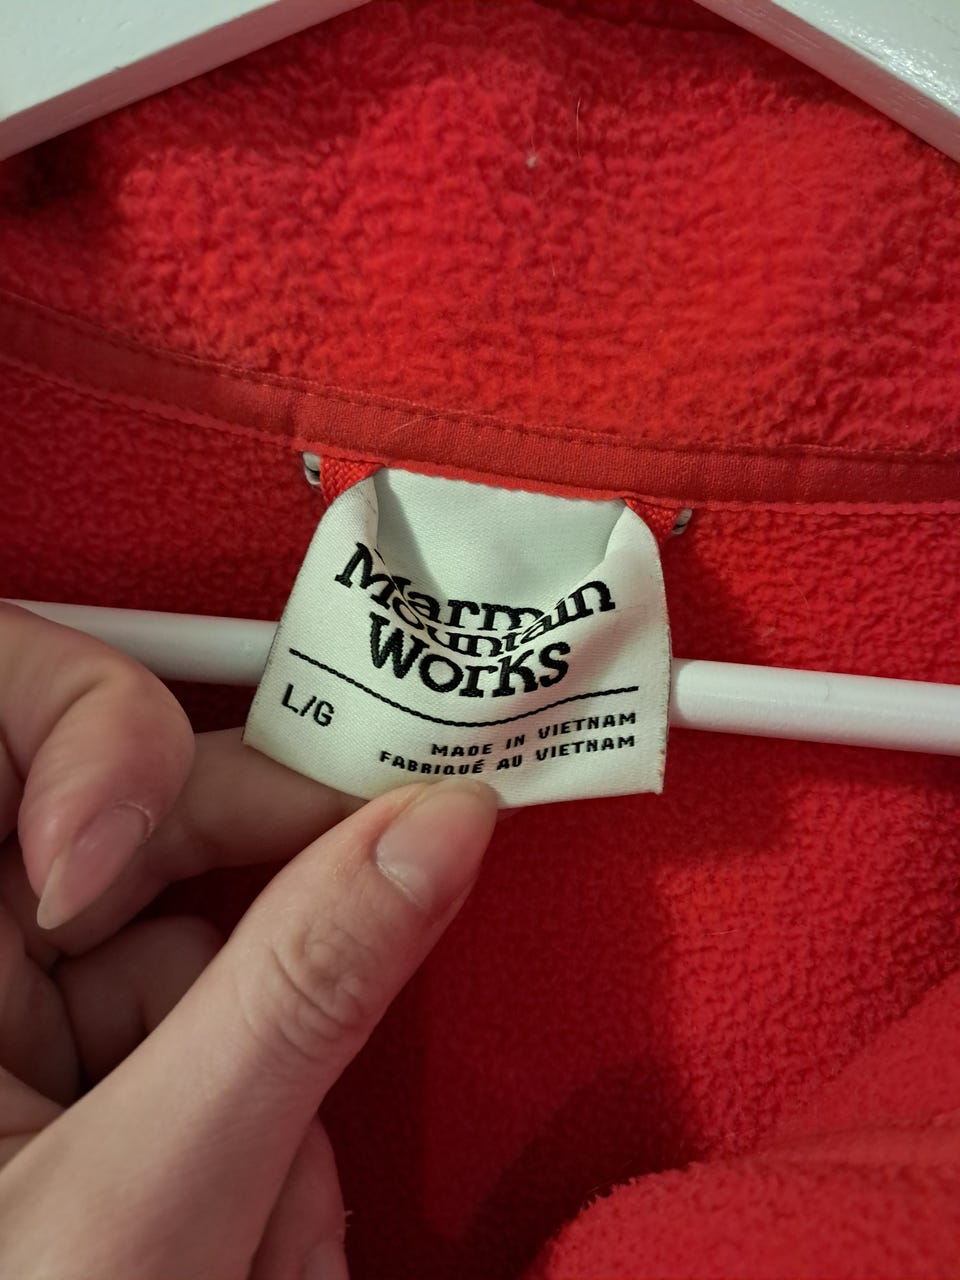 Marmot
Mountain
Works
L/G
MADE IN VIETNAM
FABRIQUÉ AU VIETNAM